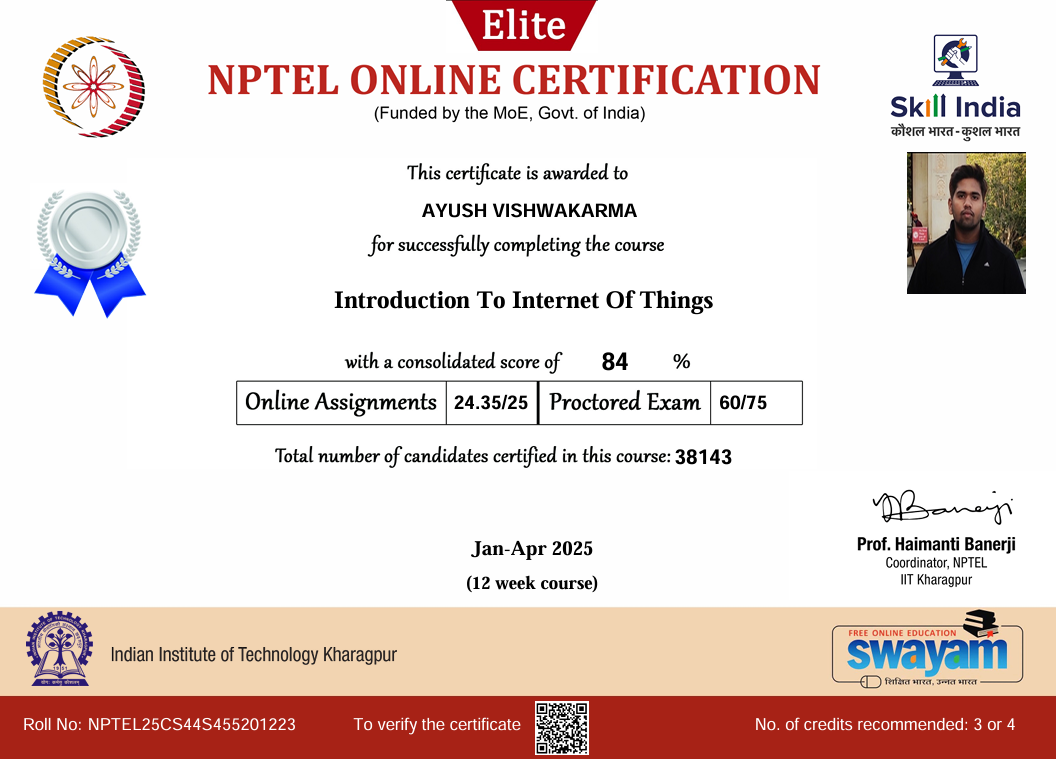 Elite
NPTEL ONLINE CERTIFICATION
(Funded by the MoE, Govt. of India)
Skill India
कौशल भारत - कुशल भारत
This certificate is awarded to
AYUSH VISHWAKARMA
for successfully completing the course
Introduction To Internet Of Things
with a consolidated score of 84 %
Online Assignments 24.35/25 Proctored Exam 60/75
Total number of candidates certified in this course: 38143
Prof. Haimanti Banerji
Coordinator, NPTEL
IIT Kharagpur
Jan-Apr 2025
(12 week course)
Indian Institute of Technology Kharagpur
FREE ONLINE EDUCATION
swayam
शिक्षित भारत, उन्नत भारत
Roll No: NPTEL25CS44S455201223
To verify the certificate
No. of credits recommended: 3 or 4